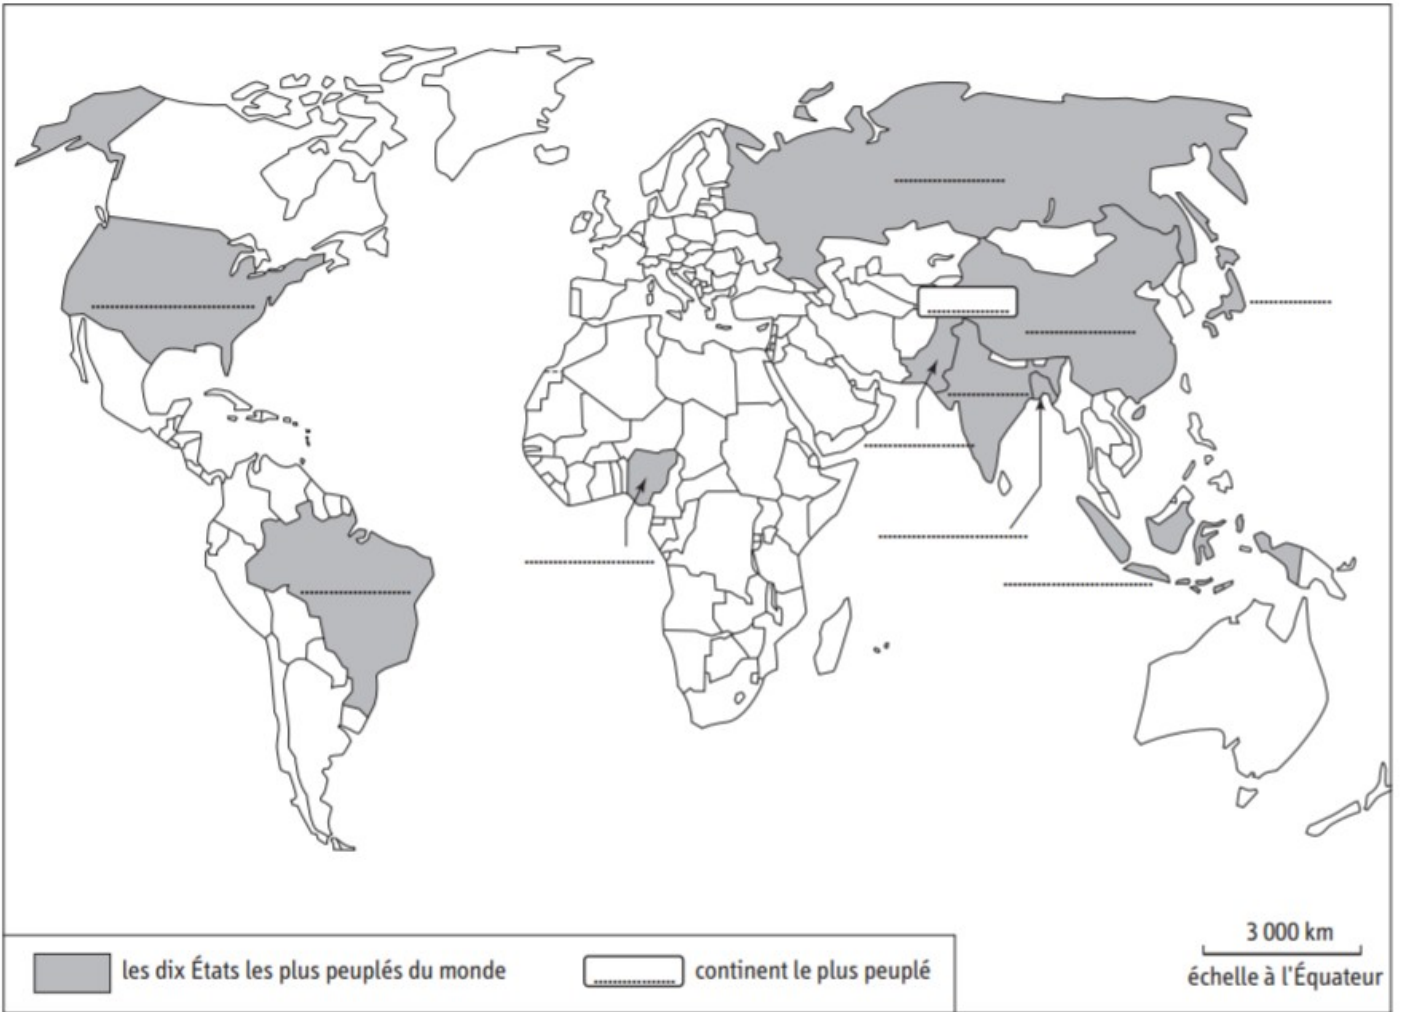 les dix États les plus peuplés du monde
continent le plus peuplé
3 000 km
échelle à l'Équateur